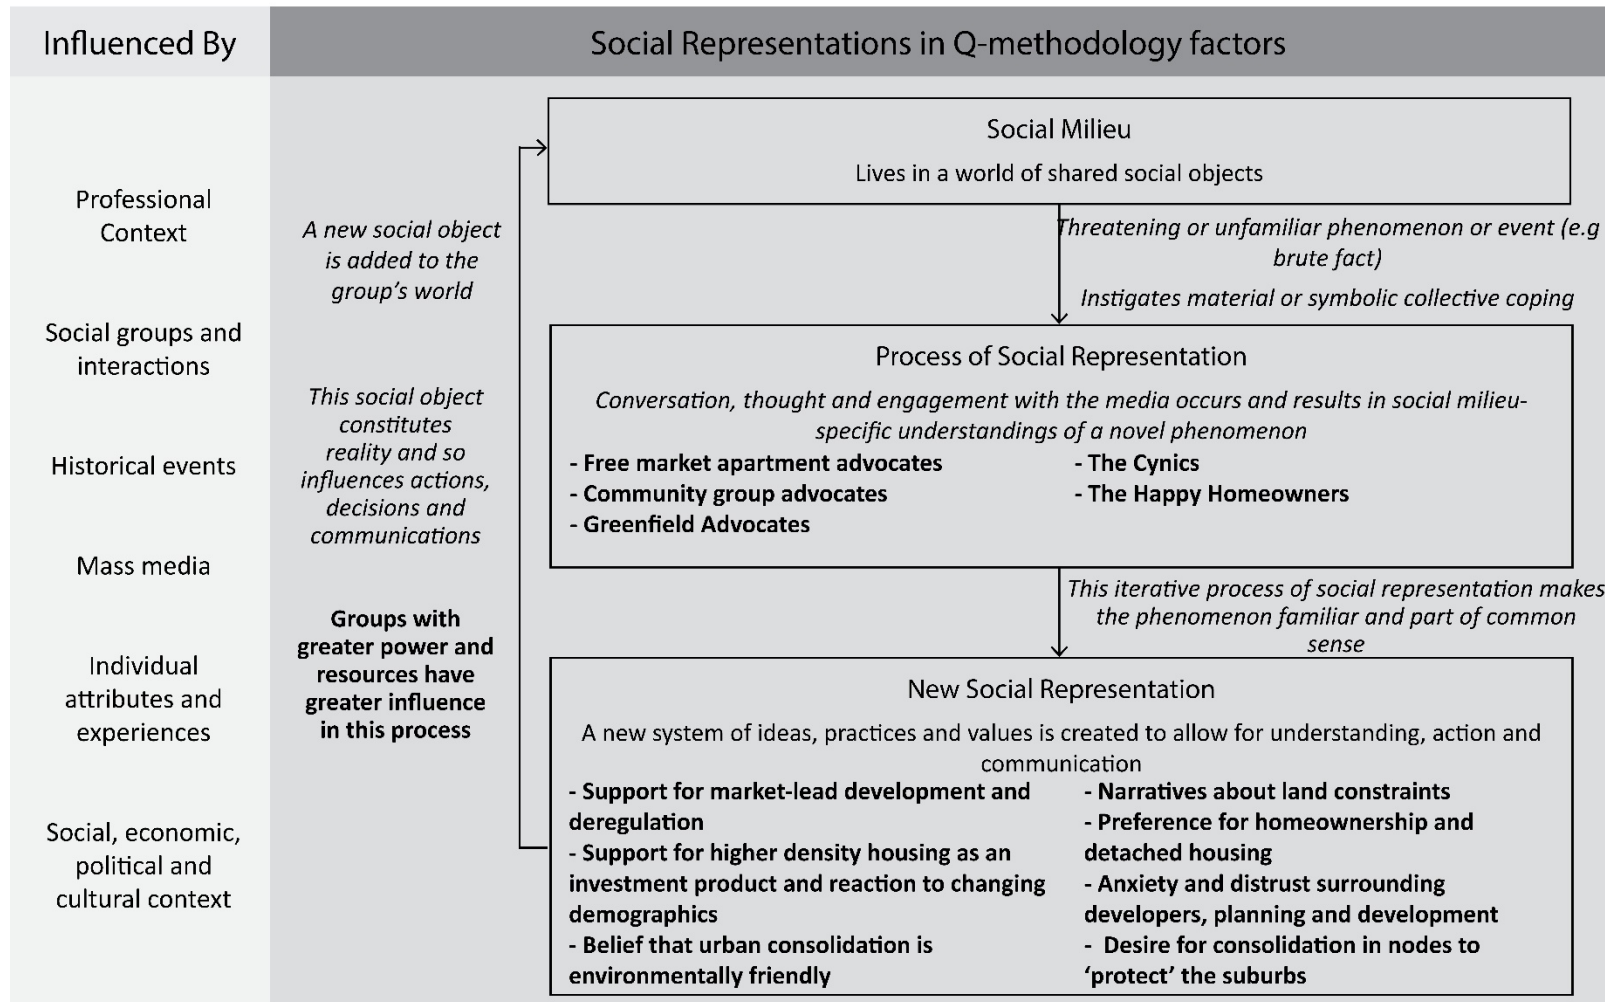 Influenced By
Social Representations in Q-methodology factors
Professional
Context
Social groups and
interactions
Historical events
Mass media
Individual
attributes and
experiences
Social, economic,
political and
cultural context
A new social object
is added to the
group's world
This social object
constitutes
reality and so
influences actions,
decisions and
communications
Groups with
greater power and
resources have
greater influence
in this process
Social Milieu
Lives in a world of shared social objects
Threatening or unfamiliar phenomenon or event (e.g
brute fact)
Instigates material or symbolic collective coping
Process of Social Representation
Conversation, thought and engagement with the media occurs and results in social milieu-
specific understandings of a novel phenomenon
- Free market apartment advocates
- Community group advocates
- Greenfield Advocates
- The Cynics
- The Happy Homeowners
This iterative process of social representation makes
the phenomenon familiar and part of common
sense
New Social Representation
A new system of ideas, practices and values is created to allow for understanding, action and
communication
- Support for market-lead development and
deregulation
- Support for higher density housing as an
investment product and reaction to changing
demographics
- Belief that urban consolidation is
environmentally friendly
- Narratives about land constraints
- Preference for homeownership and
detached housing
- Anxiety and distrust surrounding
developers, planning and development
- Desire for consolidation in nodes to
'protect' the suburbs